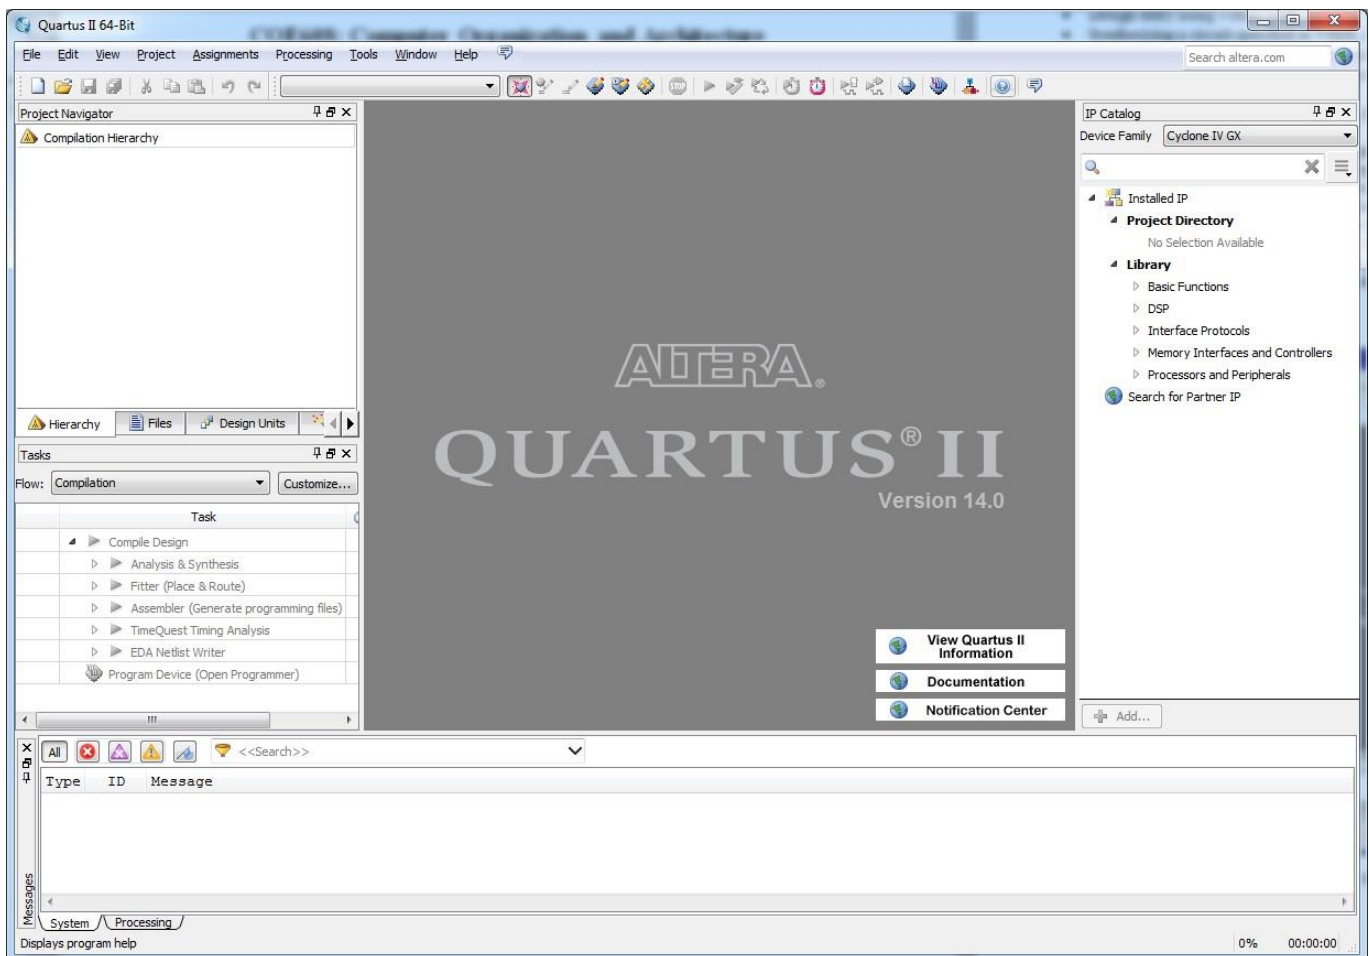 Quartus II 64-Bit
COE608: Computer Organization and Architecture
File Edit View Project Assignments Processing Tools Window Help
Search altera.com
Project Navigator
Compilation Hierarchy
Hierarchy Files Design Units
Tasks
Flow: Compilation Customize...
Task
Compile Design
Analysis & Synthesis
Fitter (Place & Route)
Assembler (Generate programming files)
TimeQuest Timing Analysis
EDA Netlist Writer
Program Device (Open Programmer)
ALTERA®
QUARTUS® II
Version 14.0
View Quartus II
Information
Documentation
Notification Center
IP Catalog
Device Family Cyclone IV GX
Installed IP
Project Directory
No Selection Available
Library
Basic Functions
DSP
Interface Protocols
Memory Interfaces and Controllers
Processors and Peripherals
Search for Partner IP
Add...
All <<Search>>
Type ID Message
Messages
System Processing
Displays program help
0% 00:00:00